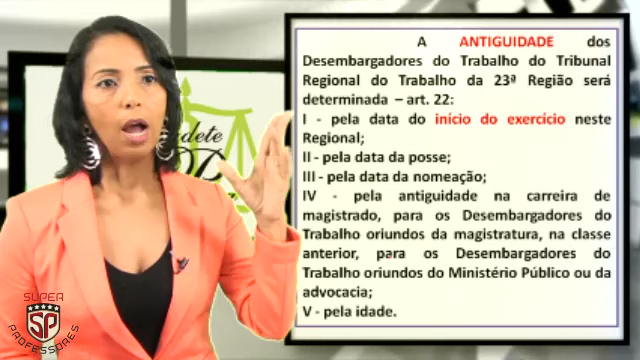 A ANTIGUIDADE dos
Desembargadores do Trabalho do Tribunal
Regional do Trabalho da 23ª Região será
determinada – art. 22:
I - pela data do início do exercício neste
Regional;
II - pela data da posse;
III - pela data da nomeação;
IV - pela antiguidade na carreira de
magistrado, para os Desembargadores do
Trabalho oriundos da magistratura, na classe
anterior, para os Desembargadores do
Trabalho oriundos do Ministério Público ou da
advocacia;
V - pela idade.
SUPER
SP
PROFESSORES